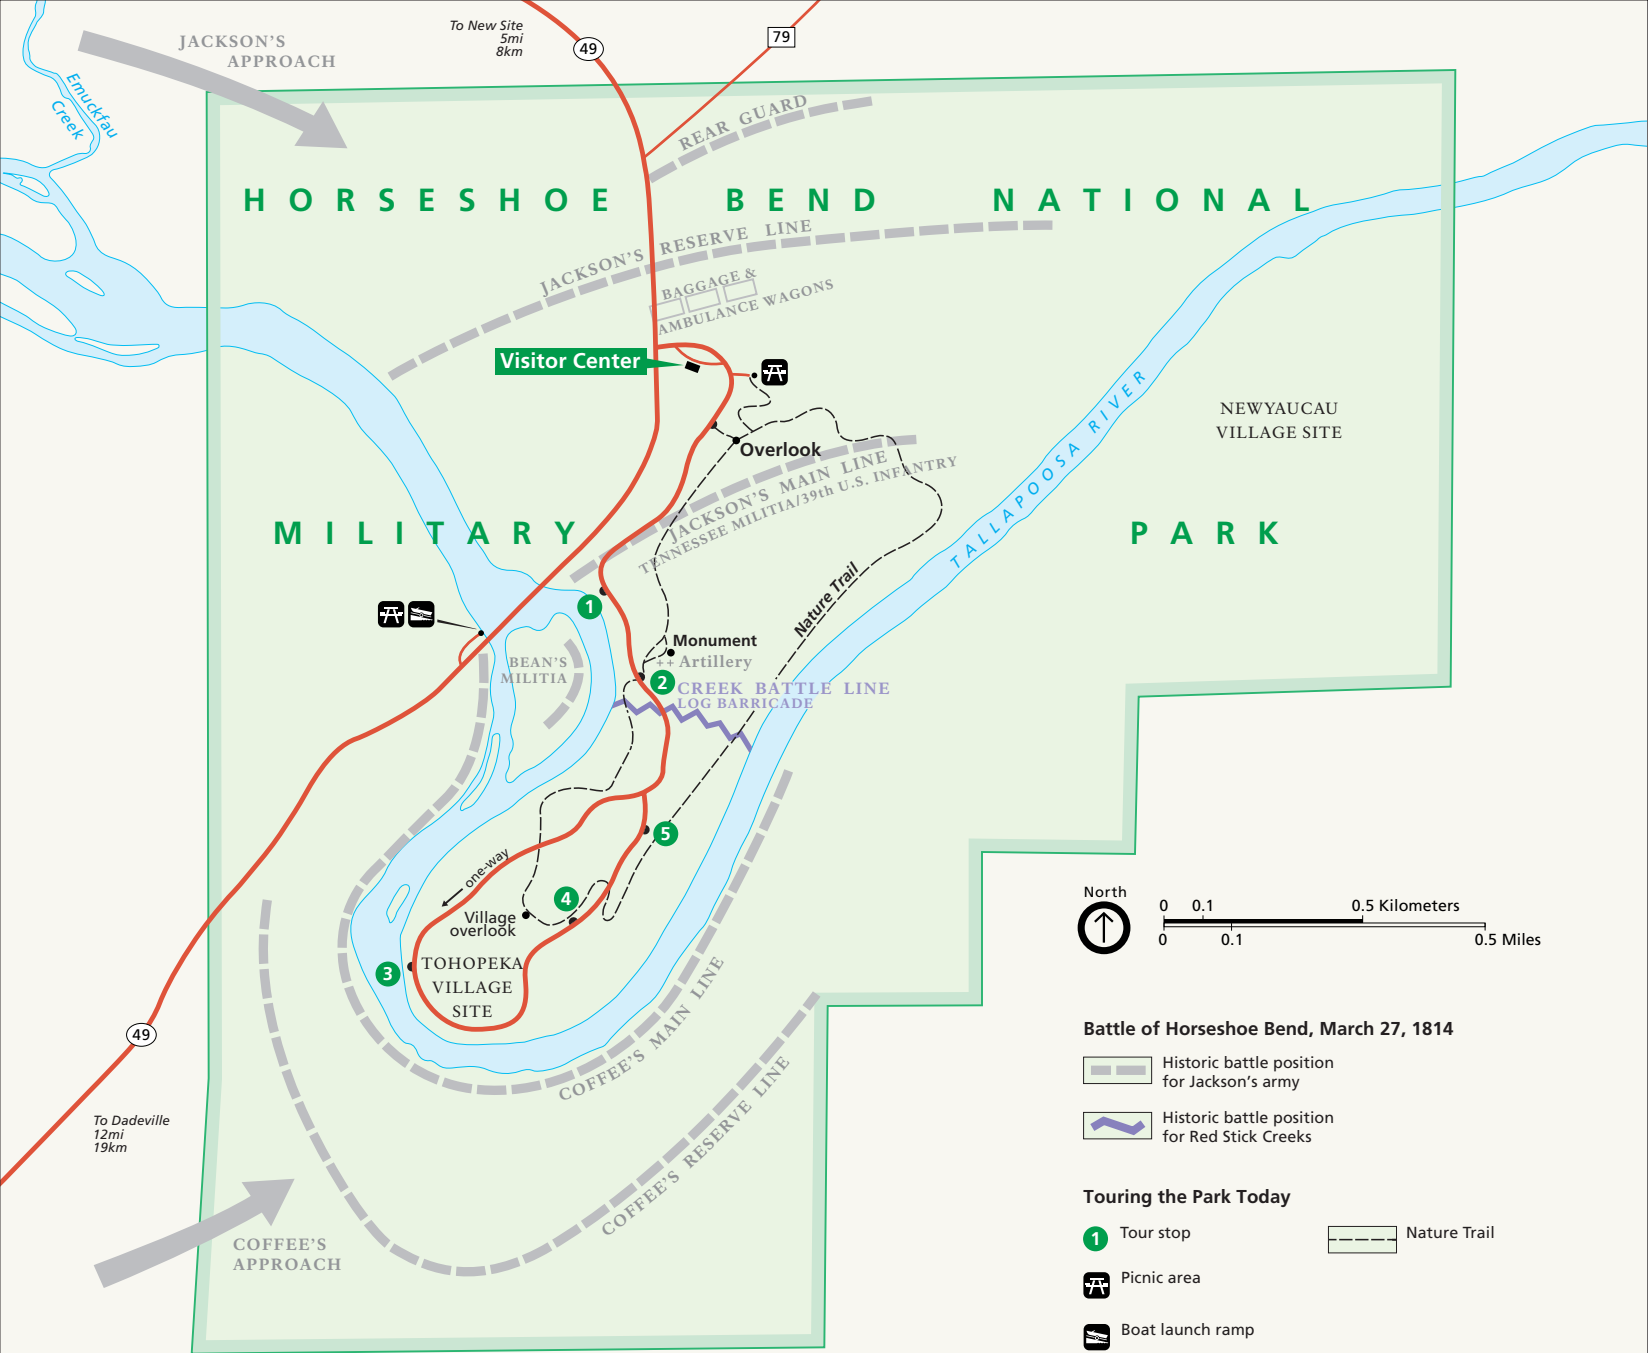 To New Site
5mi
8km
49
79
JACKSON'S
APPROACH
Emuckfau
Creek
REAR GUARD
HORSESHOE BEND NATIONAL
JACKSON'S RESERVE LINE
BAGGAGE &
AMBULANCE WAGONS
Visitor Center
NEWYAUCAU
VILLAGE SITE
TALLAPOOSA RIVER
Overlook
JACKSON'S MAIN LINE
TENNESSEE MILITIA/39th U.S. INFANTRY
MILITARY PARK
Nature Trail
1
Monument
++ Artillery
BEAN'S
MILITIA
2
CREEK BATTLE LINE
LOG BARRICADE
5
one-way
4
Village
overlook
3
TOHOPEKA
VILLAGE
SITE
COFFEE'S MAIN LINE
COFFEE'S RESERVE LINE
49
To Dadeville
12mi
19km
COFFEE'S
APPROACH
North
0 0.1 0.5 Kilometers
0 0.1 0.5 Miles
Battle of Horseshoe Bend, March 27, 1814
Historic battle position
for Jackson's army
Historic battle position
for Red Stick Creeks
Touring the Park Today
1 Tour stop
Nature Trail
Picnic area
Boat launch ramp